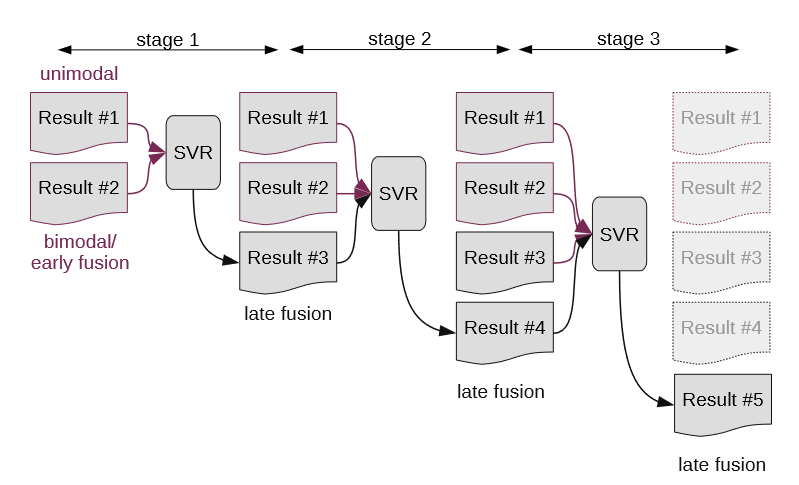 stage 1
stage 2
stage 3
unimodal
Result #1
Result #2
bimodal/
early fusion
SVR
Result #1
Result #2
Result #3
late fusion
SVR
Result #1
Result #2
Result #3
Result #4
late fusion
SVR
Result #1
Result #2
Result #3
Result #4
Result #5
late fusion